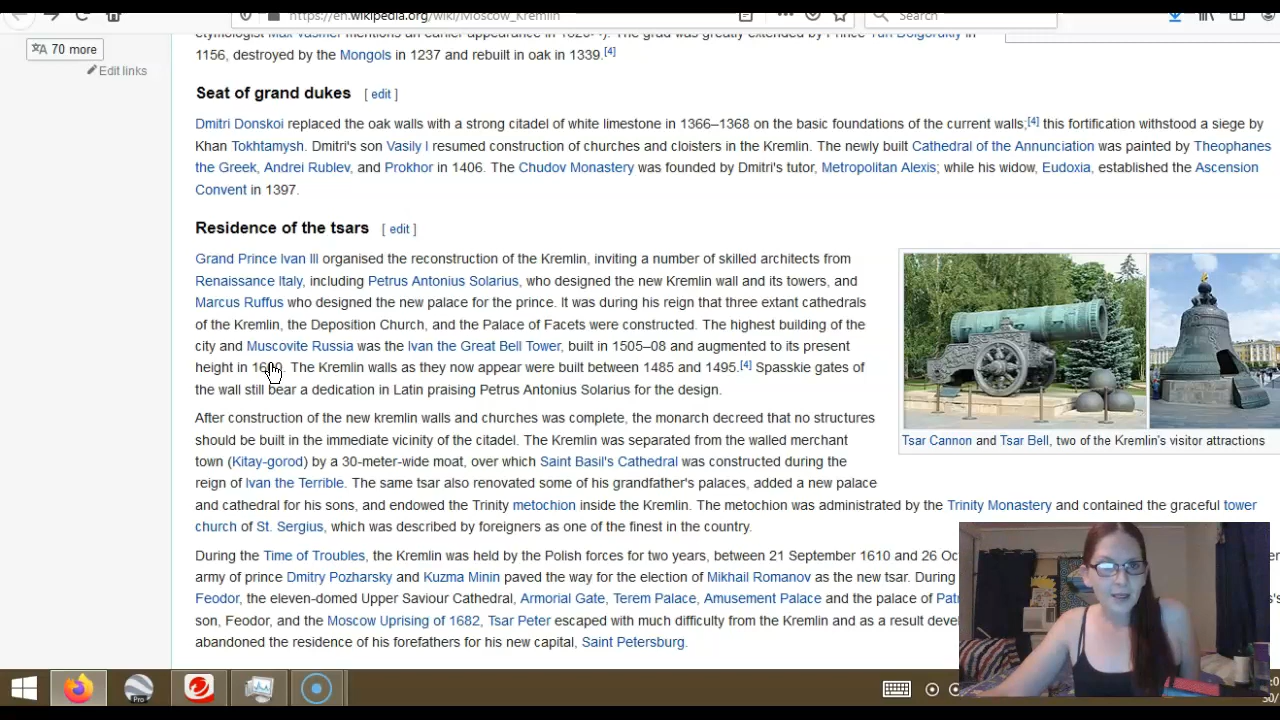 https://en.wikipedia.org/wiki/Moscow_Kremlin
Search
70 more
Edit links
etymologist Max Vasmer mentions an earlier appearance in The grad was greatly extended by Prince Yuri Dolgorukiy in
1156, destroyed by the Mongols in 1237 and rebuilt in oak in 1339.[4]
Seat of grand dukes [ edit ]
Dmitri Donskoi replaced the oak walls with a strong citadel of white limestone in 1366–1368 on the basic foundations of the current walls;[4] this fortification withstood a siege by
Khan Tokhtamysh. Dmitri's son Vasily I resumed construction of churches and cloisters in the Kremlin. The newly built Cathedral of the Annunciation was painted by Theophanes
the Greek, Andrei Rublev, and Prokhor in 1406. The Chudov Monastery was founded by Dmitri's tutor, Metropolitan Alexis; while his widow, Eudoxia, established the Ascension
Convent in 1397.
Residence of the tsars [ edit ]
Grand Prince Ivan III organised the reconstruction of the Kremlin, inviting a number of skilled architects from
Renaissance Italy, including Petrus Antonius Solarius, who designed the new Kremlin wall and its towers, and
Marcus Ruffus who designed the new palace for the prince. It was during his reign that three extant cathedrals
of the Kremlin, the Deposition Church, and the Palace of Facets were constructed. The highest building of the
city and Muscovite Russia was the Ivan the Great Bell Tower, built in 1505–08 and augmented to its present
height in The Kremlin walls as they now appear were built between 1485 and 1495.[4] Spasskie gates of
the wall still bear a dedication in Latin praising Petrus Antonius Solarius for the design.
Tsar Cannon and Tsar Bell, two of the Kremlin's visitor attractions
After construction of the new kremlin walls and churches was complete, the monarch decreed that no structures
should be built in the immediate vicinity of the citadel. The Kremlin was separated from the walled merchant
town (Kitay-gorod) by a 30-meter-wide moat, over which Saint Basil's Cathedral was constructed during the
reign of Ivan the Terrible. The same tsar also renovated some of his grandfather's palaces, added a new palace
and cathedral for his sons, and endowed the Trinity metochion inside the Kremlin. The metochion was administrated by the Trinity Monastery and contained the graceful tower
church of St. Sergius, which was described by foreigners as one of the finest in the country.
During the Time of Troubles, the Kremlin was held by the Polish forces for two years, between 21 September 1610 and 26
army of prince Dmitry Pozharsky and Kuzma Minin paved the way for the election of Mikhail Romanov as the new tsar. During
Feodor, the eleven-domed Upper Saviour Cathedral, Armorial Gate, Terem Palace, Amusement Palace and the palace of
son, Feodor, and the Moscow Uprising of 1682, Tsar Peter escaped with much difficulty from the Kremlin and as a result
abandoned the residence of his forefathers for his new capital, Saint Petersburg.
Pro